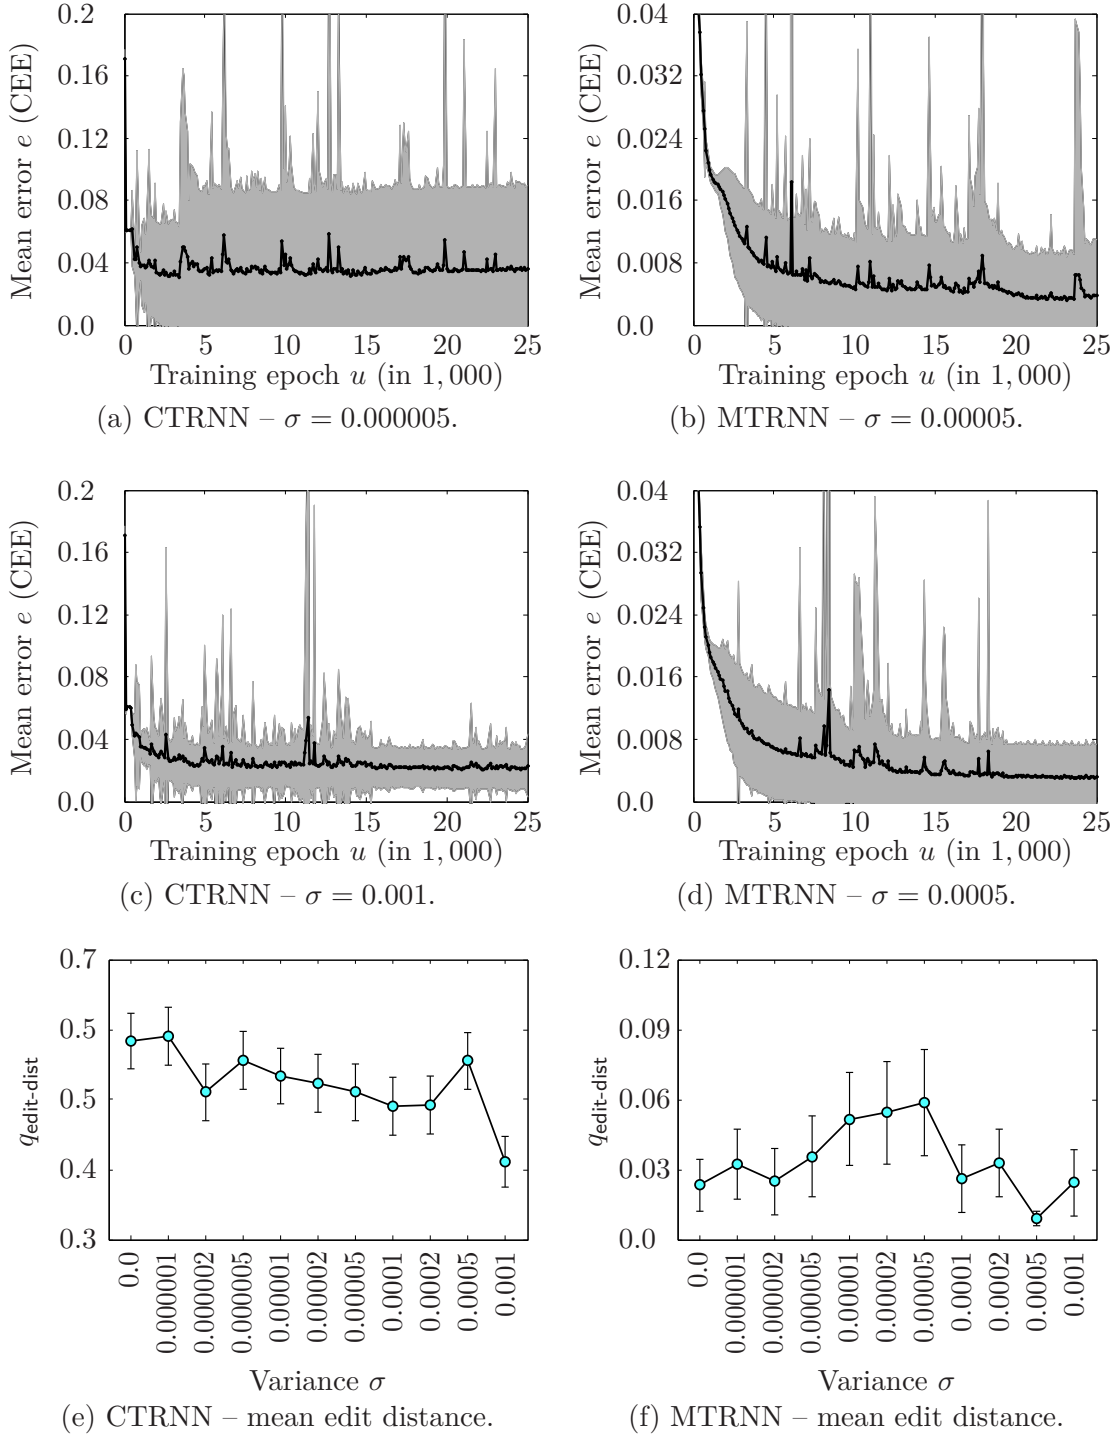 0.2
0.16
0.12
0.08
0.04
0.0
Mean error e (CEE)
0 5 10 15 20 25
Training epoch u (in 1,000)
(a) CTRNN – σ = 0.000005.
0.04
0.032
0.024
0.016
0.008
0.0
Mean error e (CEE)
0 5 10 15 20 25
Training epoch u (in 1,000)
(b) MTRNN – σ = 0.00005.
0.2
0.16
0.12
0.08
0.04
0.0
Mean error e (CEE)
0 5 10 15 20 25
Training epoch u (in 1,000)
(c) CTRNN – σ = 0.001.
0.04
0.032
0.024
0.016
0.008
0.0
Mean error e (CEE)
0 5 10 15 20 25
Training epoch u (in 1,000)
(d) MTRNN – σ = 0.0005.
0.7
0.5
0.5
0.4
0.3
qedit-dist
0.0 0.000001 0.000002 0.000005 0.00001 0.00002 0.00005 0.0001 0.0002 0.0005 0.001
Variance σ
(e) CTRNN – mean edit distance.
0.12
0.09
0.06
0.03
0.0
qedit-dist
0.0 0.000001 0.000002 0.000005 0.00001 0.00002 0.00005 0.0001 0.0002 0.0005 0.001
Variance σ
(f) MTRNN – mean edit distance.